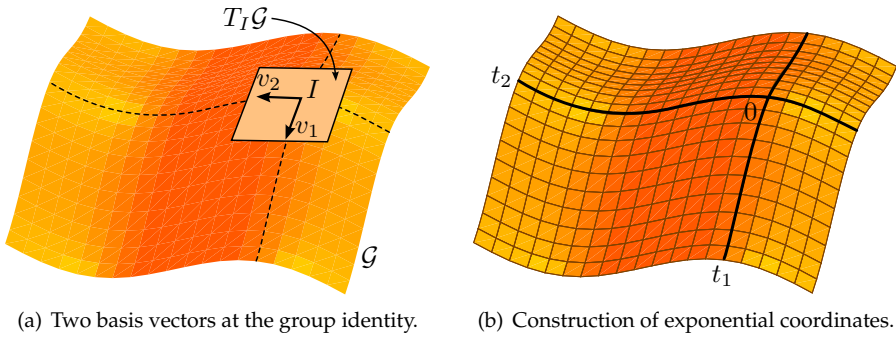 T_I𝒢
v_2
I
v_1
𝒢
t_2
0
t_1
(a) Two basis vectors at the group identity.
(b) Construction of exponential coordinates.